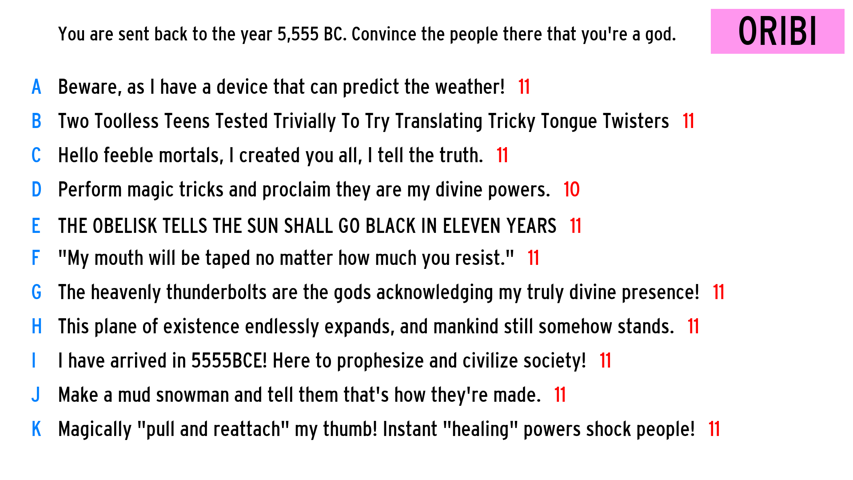 You are sent back to the year 5,555 BC. Convince the people there that you're a god.
ORIBI
A Beware, as I have a device that can predict the weather! 11
B Two Toolless Teens Tested Trivially To Try Translating Tricky Tongue Twisters 11
C Hello feeble mortals, I created you all, I tell the truth. 11
D Perform magic tricks and proclaim they are my divine powers. 10
E THE OBELISK TELLS THE SUN SHALL GO BLACK IN ELEVEN YEARS 11
F "My mouth will be taped no matter how much you resist." 11
G The heavenly thunderbolts are the gods acknowledging my truly divine presence! 11
H This plane of existence endlessly expands, and mankind still somehow stands. 11
I I have arrived in 5555BCE! Here to prophesize and civilize society! 11
J Make a mud snowman and tell them that's how they're made. 11
K Magically "pull and reattach" my thumb! Instant "healing" powers shock people! 11